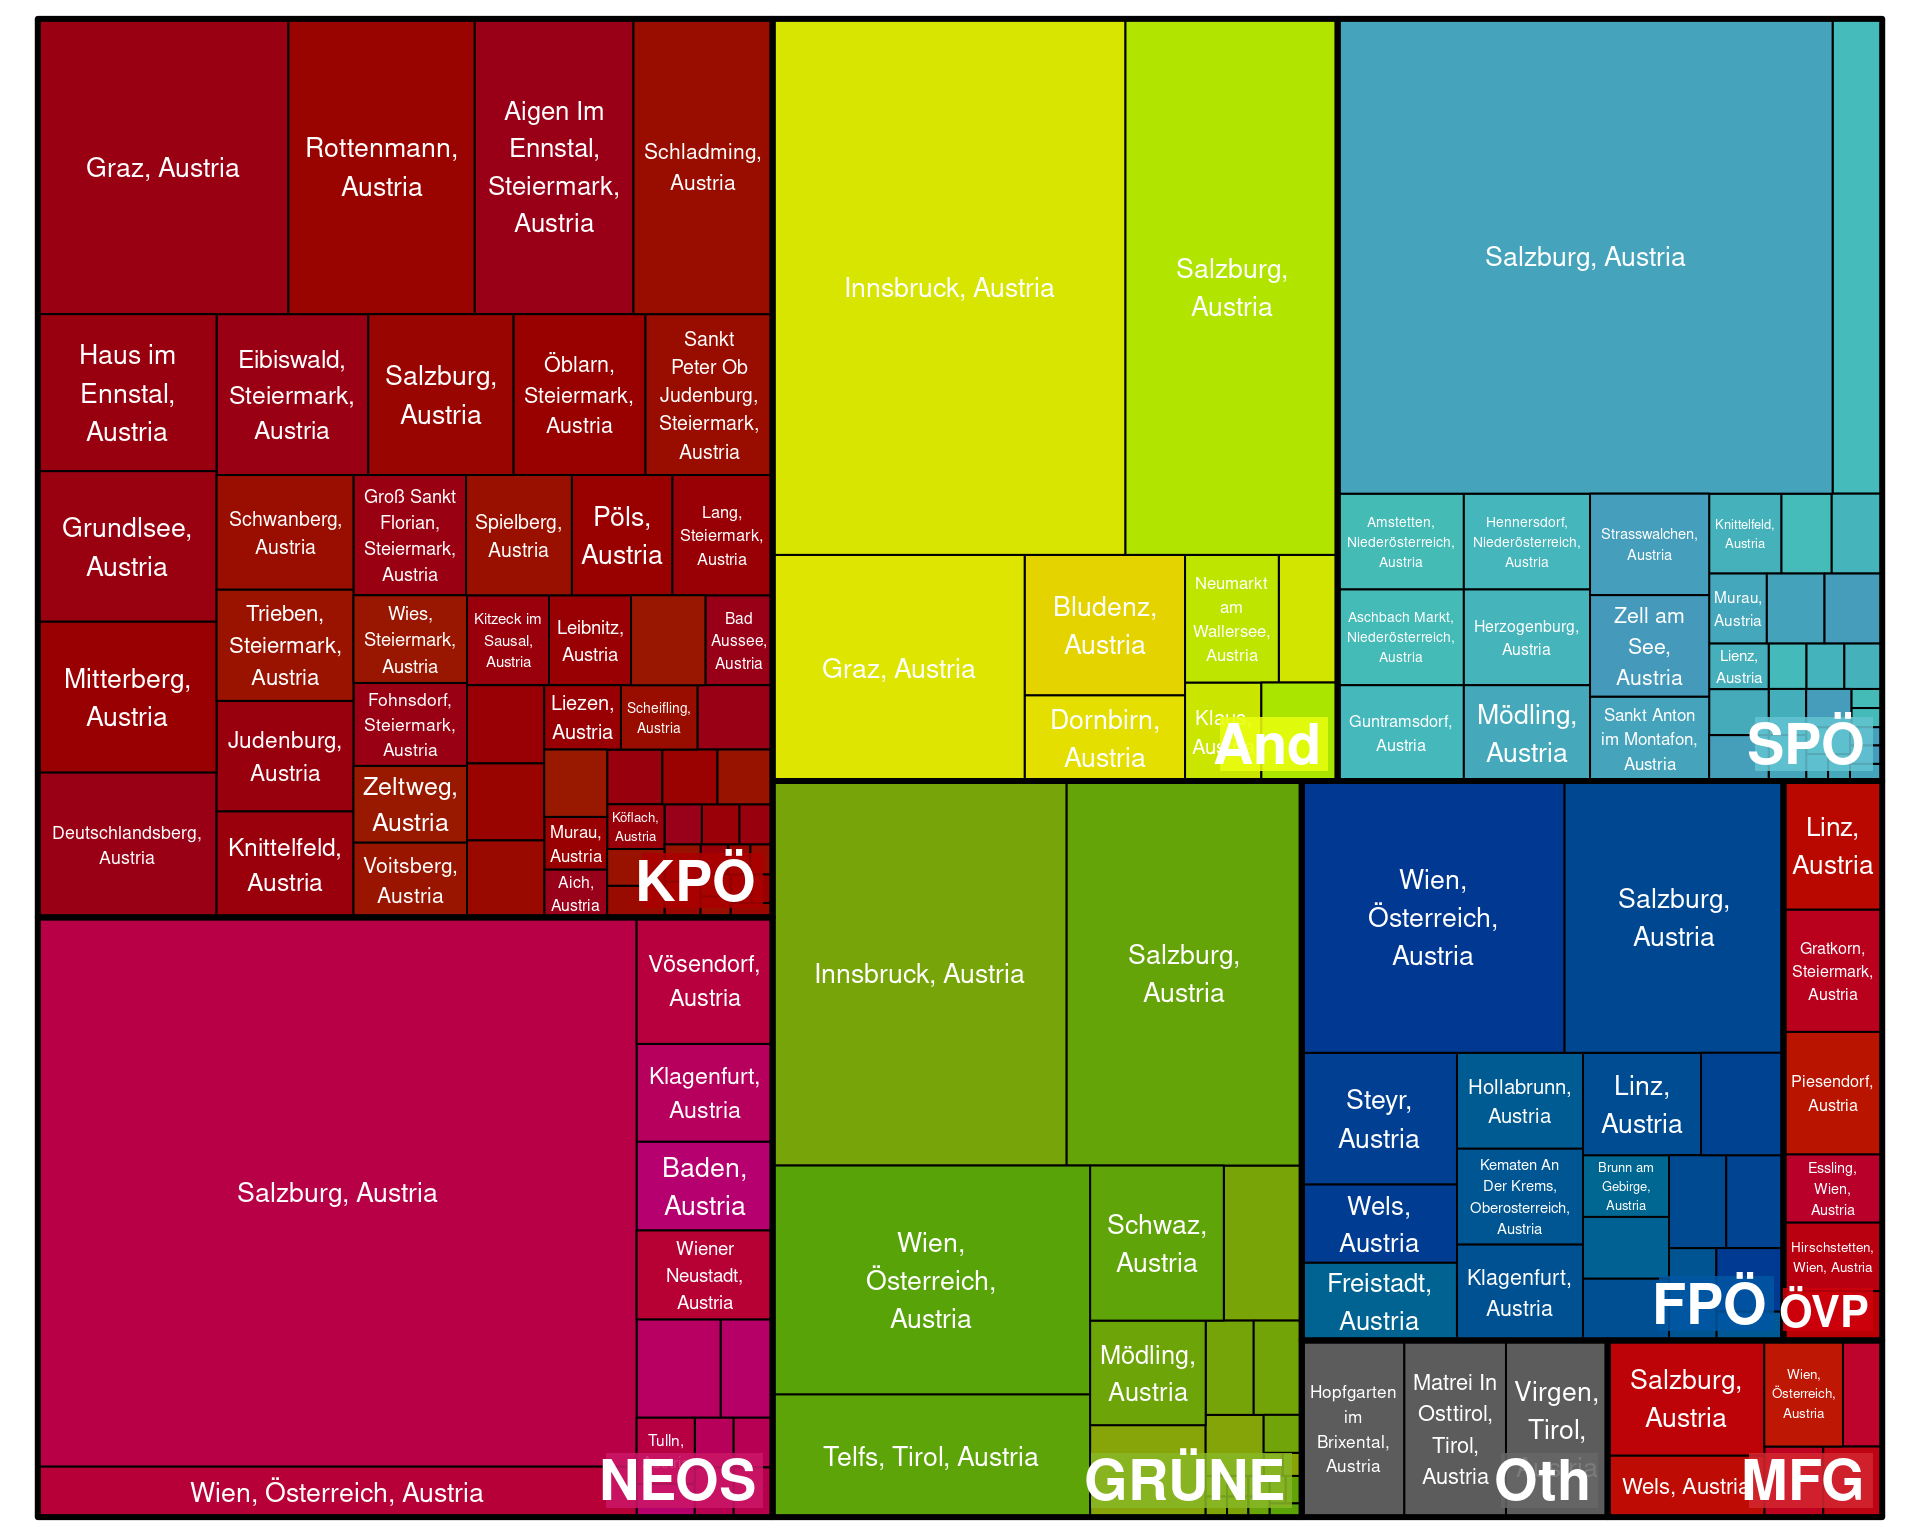 Graz, Austria
Rottenmann,
Austria
Aigen Im
Ennstal,
Steiermark,
Austria
Schladming,
Austria
Haus im
Ennstal,
Austria
Eibiswald,
Steiermark,
Austria
Salzburg,
Austria
Öblarn,
Steiermark,
Austria
Sankt
Peter Ob
Judenburg,
Steiermark,
Austria
Grundlsee,
Austria
Schwanberg,
Austria
Groß Sankt
Florian,
Steiermark,
Austria
Spielberg,
Austria
Pöls,
Austria
Lang,
Steiermark,
Austria
Mitterberg,
Austria
Trieben,
Steiermark,
Austria
Wies,
Steiermark,
Austria
Kitzeck im
Sausal,
Austria
Leibnitz,
Austria
Bad
Aussee,
Austria
Judenburg,
Austria
Fohnsdorf,
Steiermark,
Austria
Liezen,
Austria
Scheifling,
Austria
Deutschlandsberg,
Austria
Knittelfeld,
Austria
Zeltweg,
Austria
Voitsberg,
Austria
Murau,
Austria
Köflach,
Austria
Aich,
Austria
KPÖ
Innsbruck, Austria
Salzburg,
Austria
Graz, Austria
Bludenz,
Austria
Neumarkt
am
Wallersee,
Austria
Dornbirn,
Austria
Klaus,
And
Salzburg, Austria
Amstetten,
Niederösterreich,
Austria
Hennersdorf,
Niederösterreich,
Austria
Strasswalchen,
Austria
Knittelfeld,
Austria
Aschbach Markt,
Niederösterreich,
Austria
Herzogenburg,
Austria
Zell am
See,
Austria
Murau,
Austria
Lienz,
Austria
Guntramsdorf,
Austria
Mödling,
Austria
Sankt Anton
im Montafon,
Austria
SPÖ
Salzburg, Austria
Vösendorf,
Austria
Klagenfurt,
Austria
Baden,
Austria
Wiener
Neustadt,
Austria
Tulln,
Wien, Österreich, Austria
NEOS
Innsbruck, Austria
Salzburg,
Austria
Wien,
Österreich,
Austria
Schwaz,
Austria
Mödling,
Austria
Telfs, Tirol, Austria
GRÜNE
Wien,
Österreich,
Austria
Salzburg,
Austria
Steyr,
Austria
Hollabrunn,
Austria
Linz,
Austria
Wels,
Austria
Kematen An
Der Krems,
Oberosterreich,
Austria
Brunn am
Gebirge,
Austria
Freistadt,
Austria
Klagenfurt,
Austria
FPÖ
Linz,
Austria
Gratkorn,
Steiermark,
Austria
Piesendorf,
Austria
Essling,
Wien,
Austria
Hirschstetten,
Wien, Austria
ÖVP
Hopfgarten
im
Brixental,
Austria
Matrei In
Osttirol,
Tirol,
Austria
Virgen,
Tirol,
Austria
Oth
Salzburg,
Austria
Wien,
Österreich,
Austria
Wels, Austria
MFG